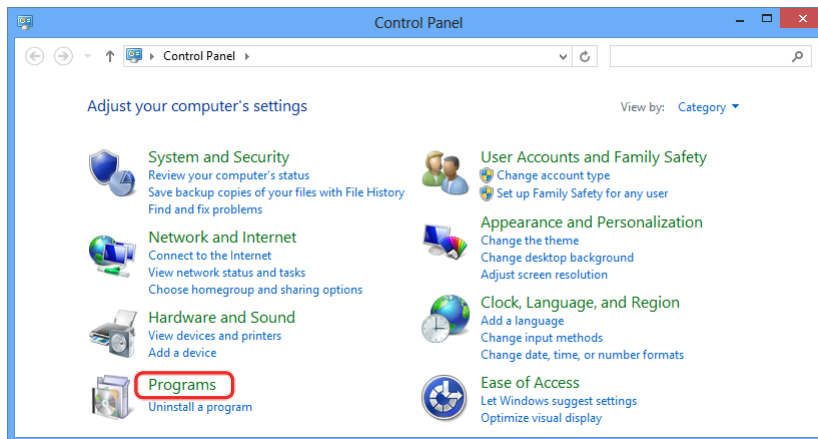 Control Panel
Control Panel
Adjust your computer's settings
View by: Category
System and Security
Review your computer's status
Save backup copies of your files with File History
Find and fix problems
Network and Internet
Connect to the Internet
View network status and tasks
Choose homegroup and sharing options
Hardware and Sound
View devices and printers
Add a device
Programs
Uninstall a program
User Accounts and Family Safety
Change account type
Set up Family Safety for any user
Appearance and Personalization
Change the theme
Change desktop background
Adjust screen resolution
Clock, Language, and Region
Add a language
Change input methods
Change date, time, or number formats
Ease of Access
Let Windows suggest settings
Optimize visual display